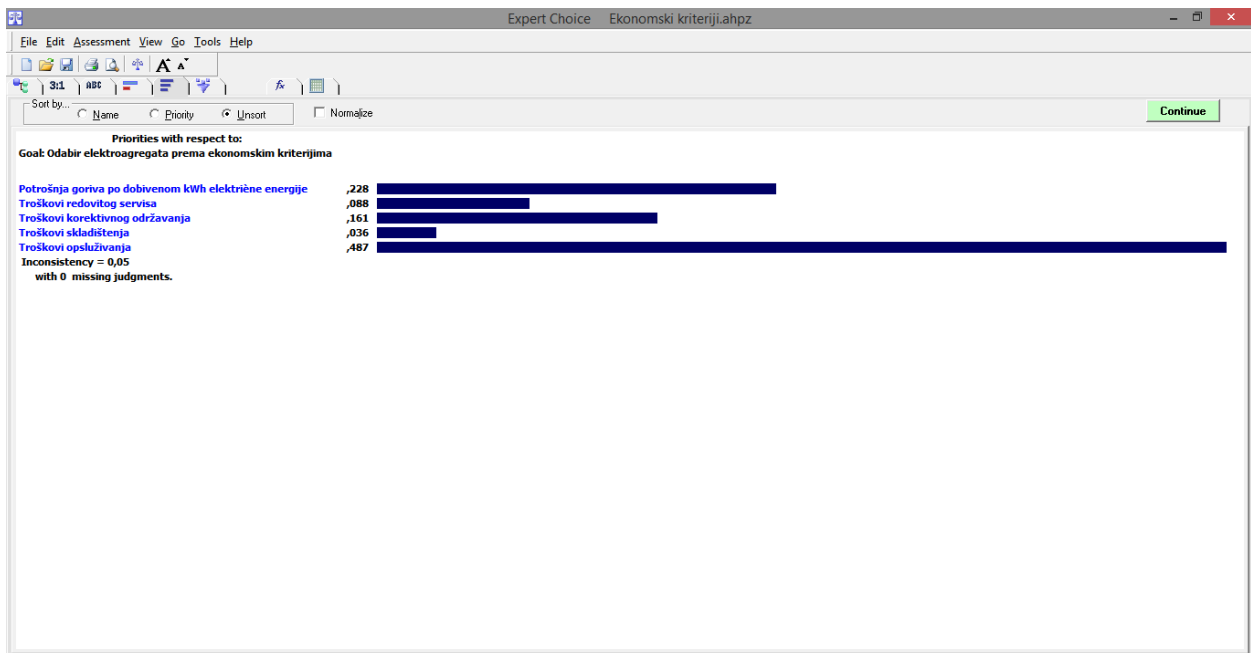 Expert Choice Ekonomski kriteriji.ahpz
File Edit Assessment View Go Tools Help
A A
3:1 ABC fx
Sort by...
Name Priority Unsort Normalize Continue
Priorities with respect to:
Goal: Odabir elektroagregata prema ekonomskim kriterijima
Potrošnja goriva po dobivenom kWh elektriène energije ,228
Troškovi redovitog servisa ,088
Troškovi korektivnog održavanja ,161
Troškovi skladištenja ,036
Troškovi opsluživanja ,487
Inconsistency = 0,05
with 0 missing judgments.